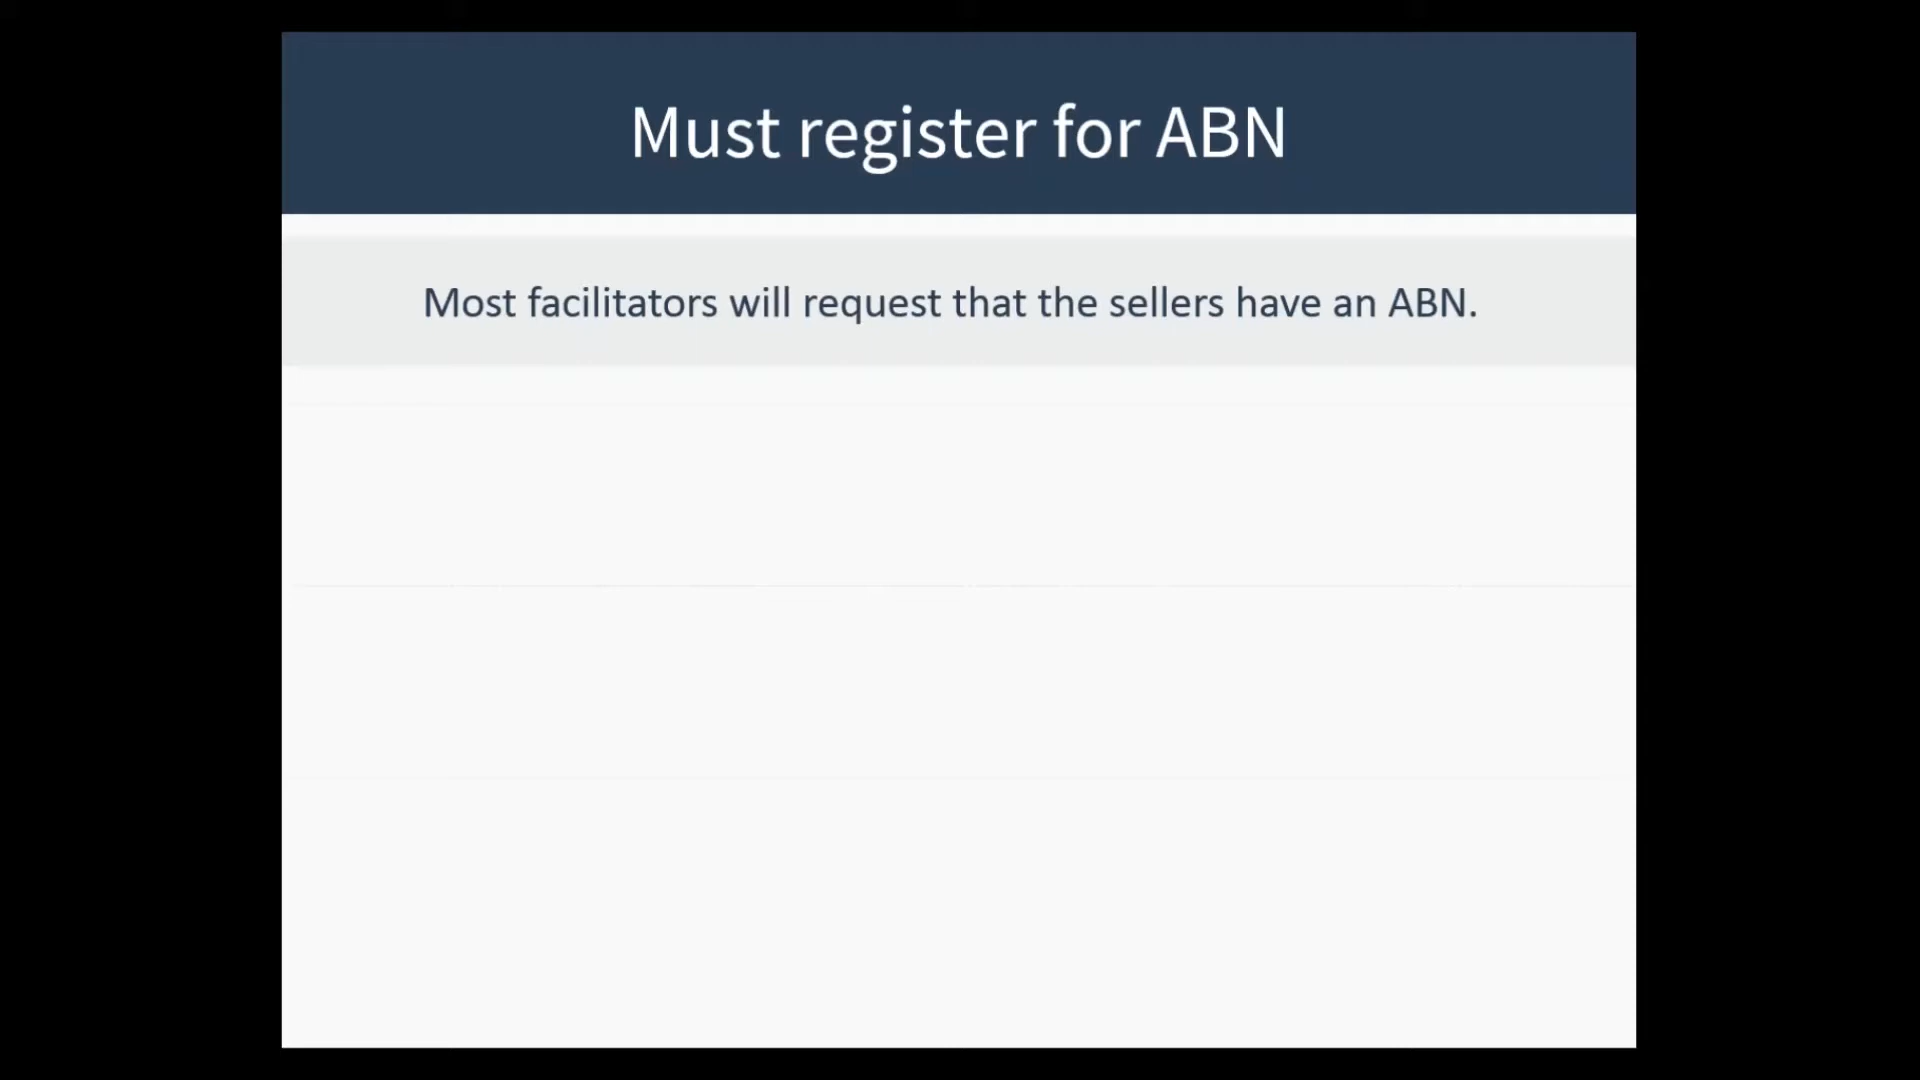 Must register for ABN
Most facilitators will request that the sellers have an ABN.